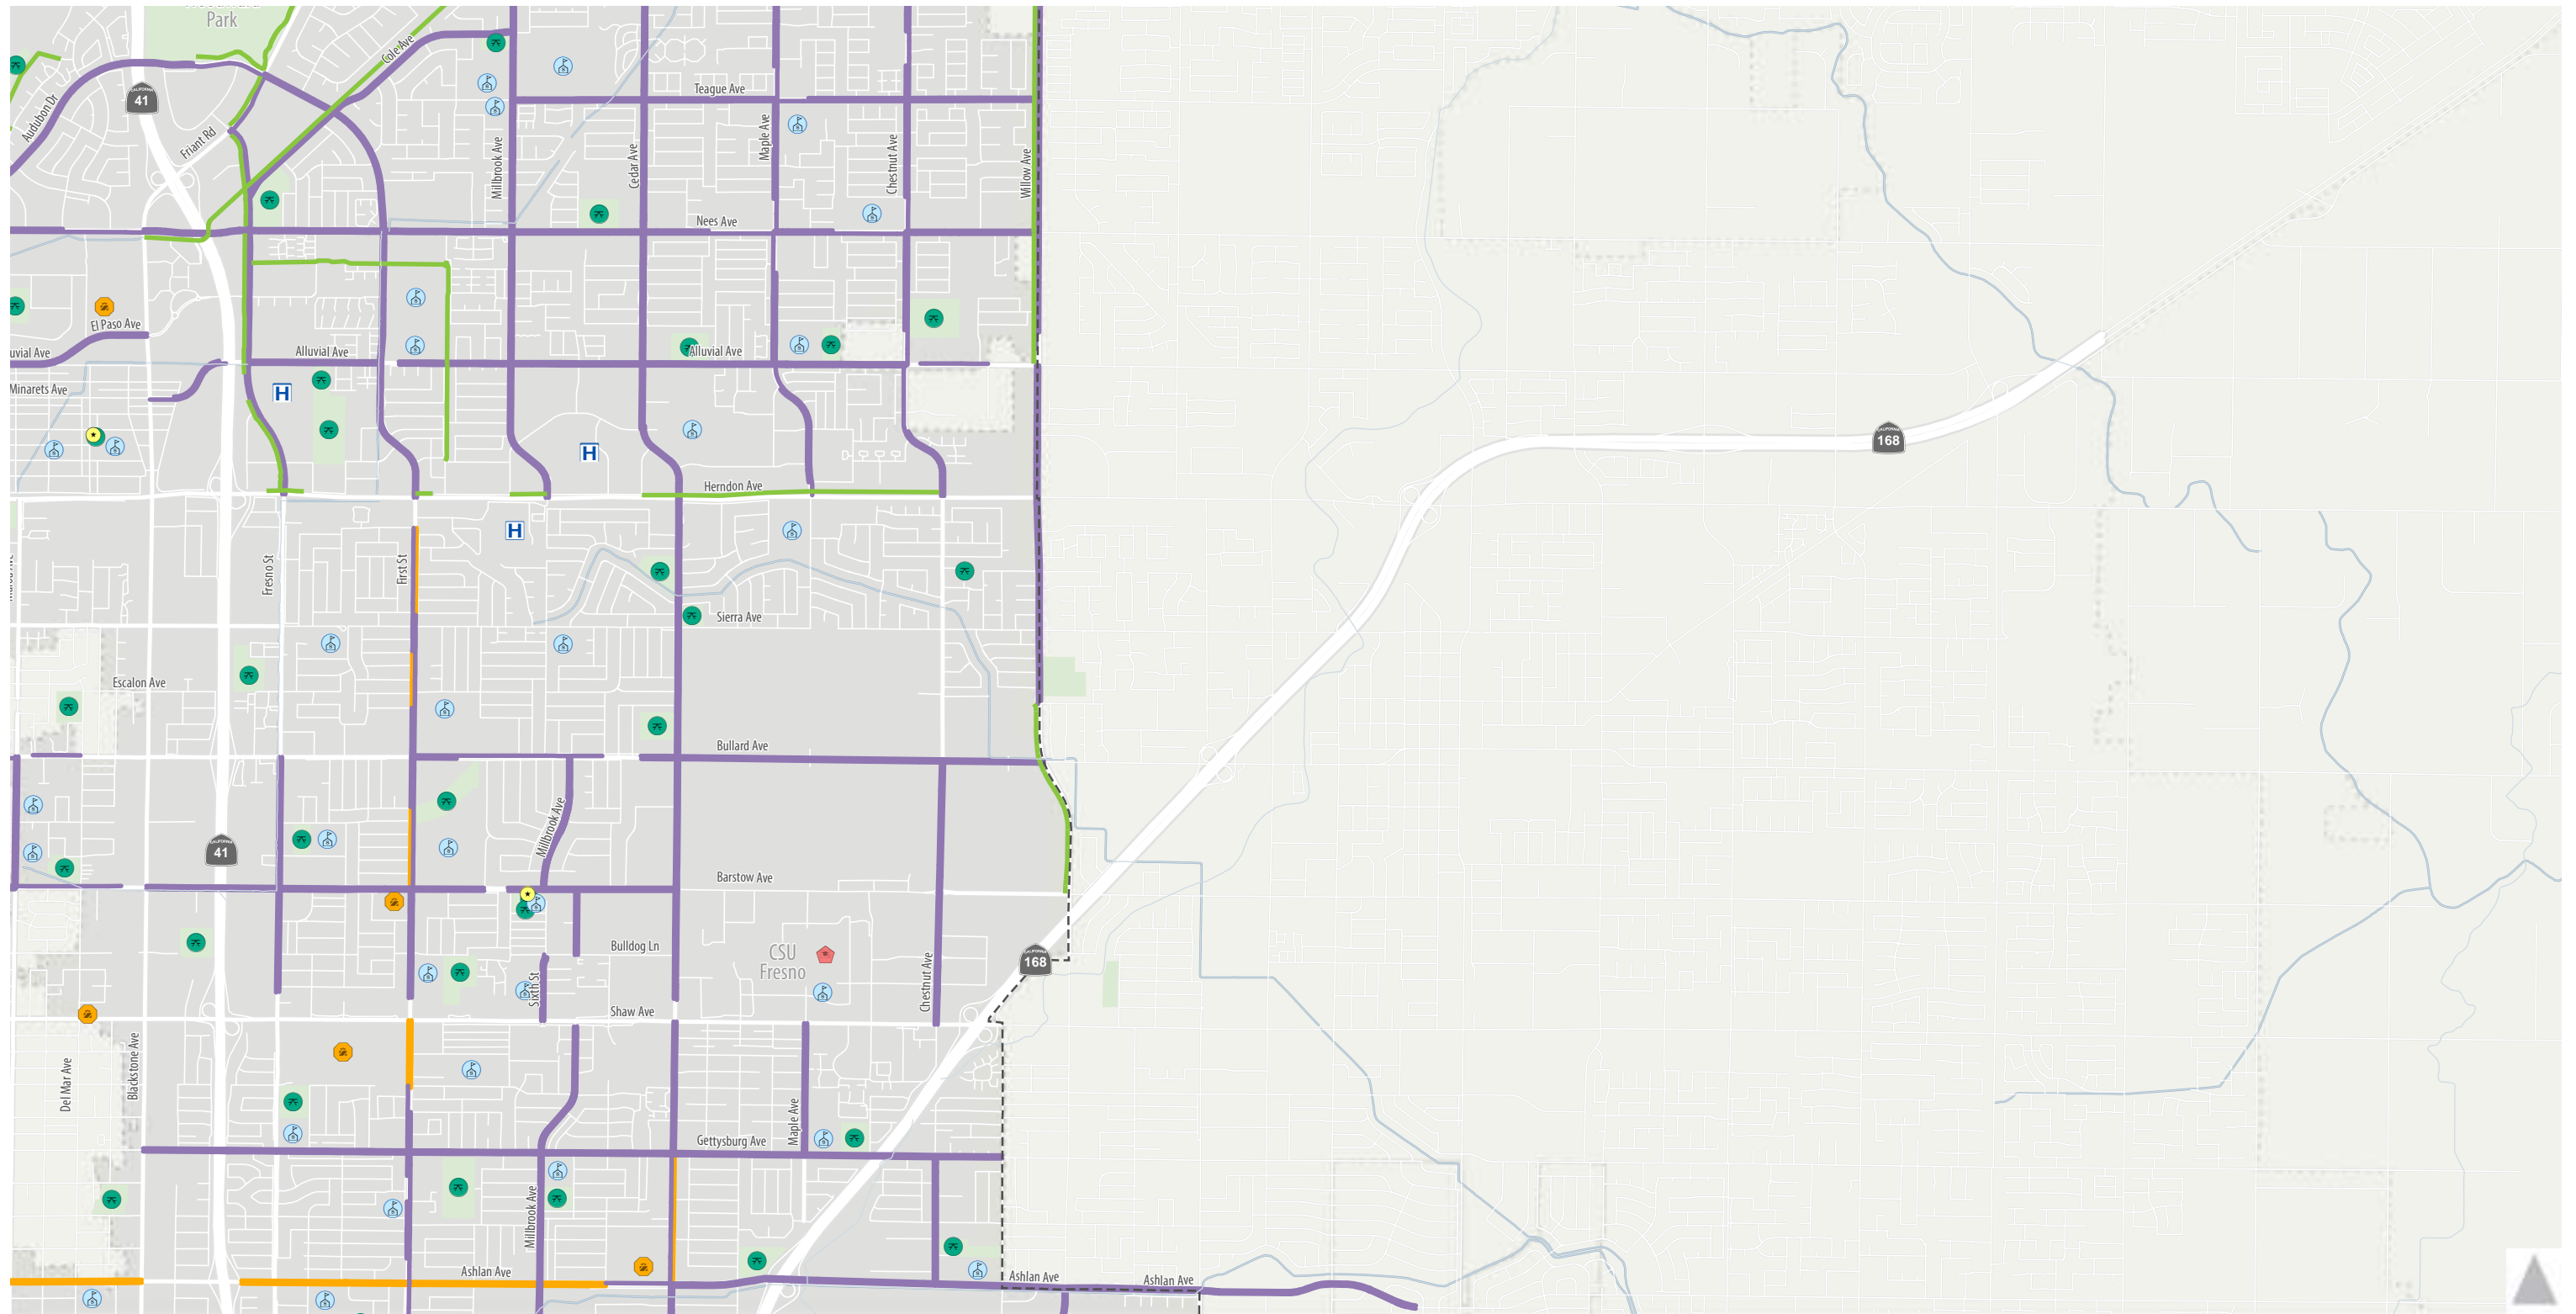 Park
Cole Ave
CALIFORNIA
41
Audubon Dr
Friant Rd
Teague Ave
Millbrook Ave
Cedar Ave
Maple Ave
Chestnut Ave
Willow Ave
Nees Ave
El Paso Ave
uvial Ave
Alluvial Ave
Alluvial Ave
Minarets Ave
H
H
H
Herndon Ave
CALIFORNIA
168
Fresno St
First St
Sierra Ave
Escalon Ave
Bullard Ave
Millbrook Ave
CALIFORNIA
41
Barstow Ave
Bulldog Ln
CSU
Fresno
CALIFORNIA
168
Sixth St
Chestnut Ave
Shaw Ave
Del Mar Ave
Blackstone Ave
Maple Ave
Gettysburg Ave
Millbrook Ave
Ashlan Ave
Ashlan Ave
Ashlan Ave